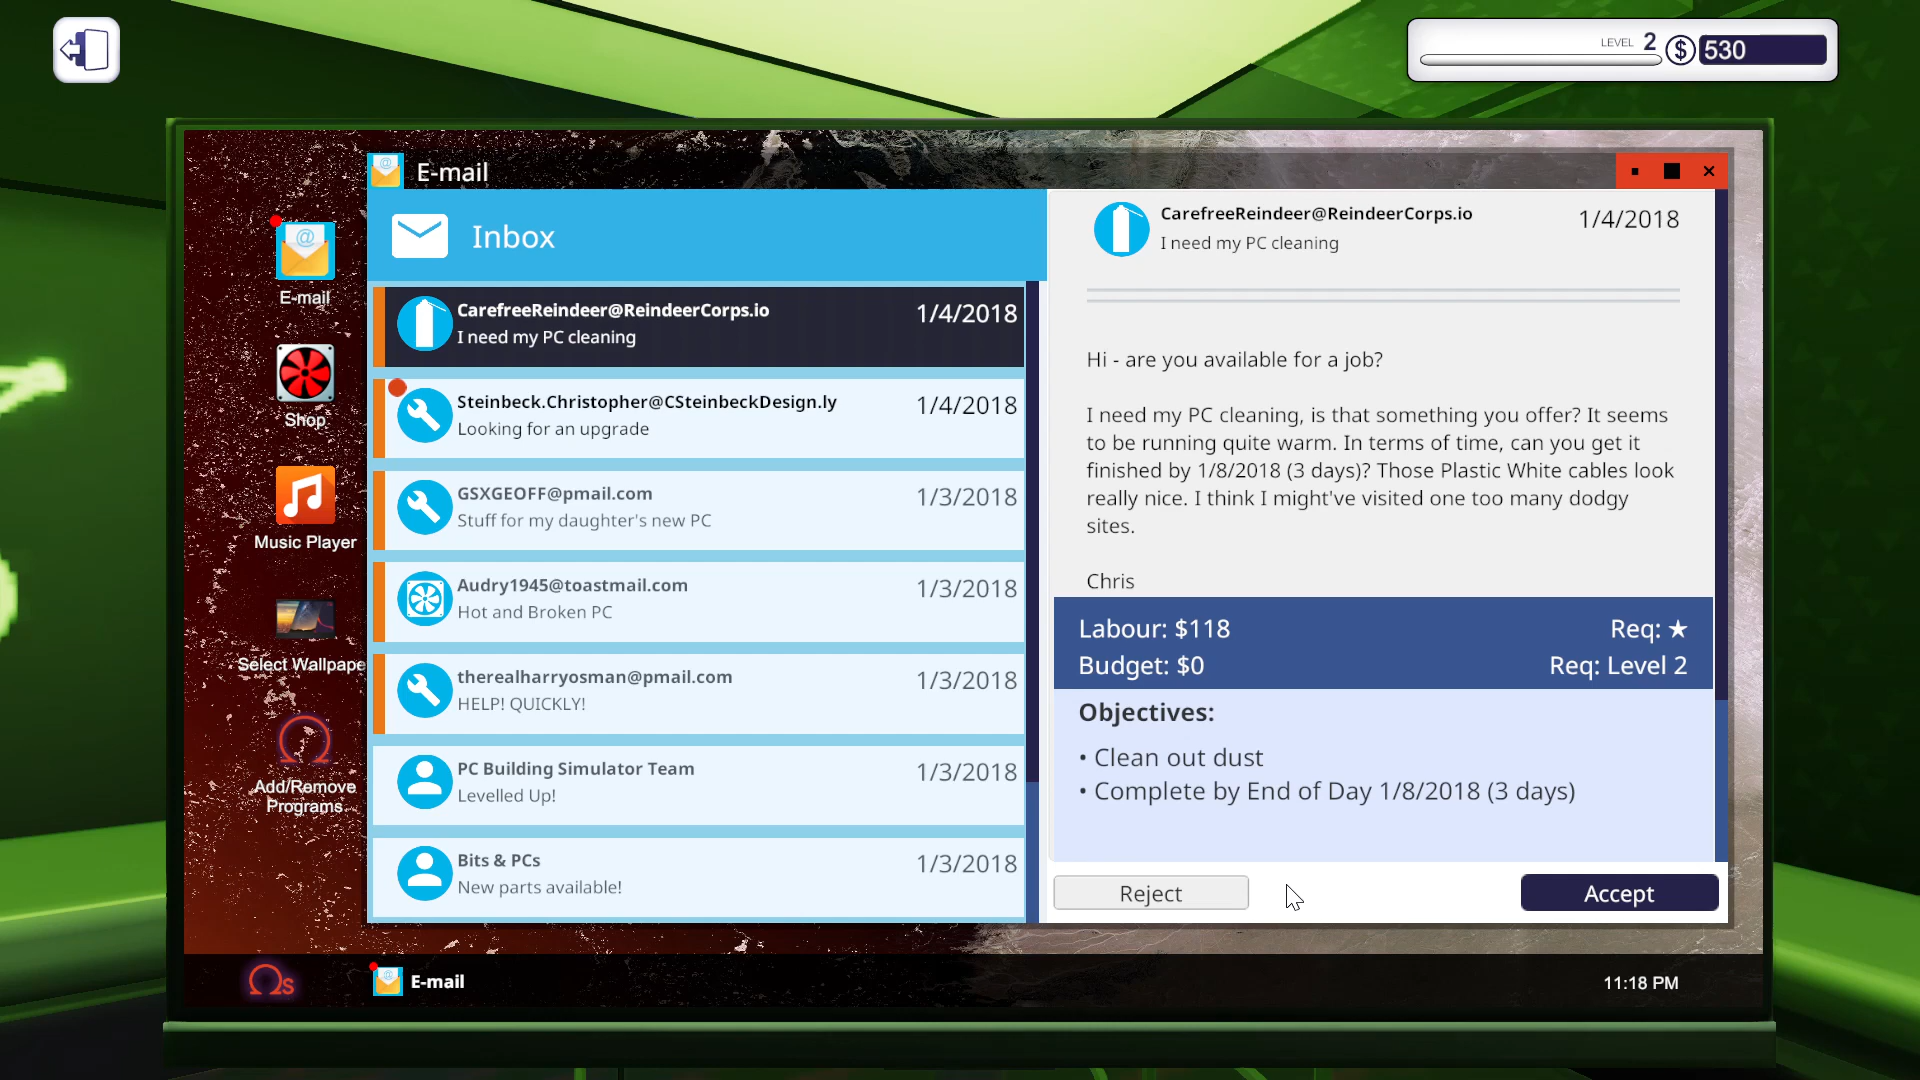 LEVEL 2 $ 530
E-mail
Inbox
CarefreeReindeer@ReindeerCorps.io 1/4/2018
I need my PC cleaning
Steinbeck.Christopher@CSteinbeckDesign.ly 1/4/2018
Looking for an upgrade
GSXGEOFF@pmail.com 1/3/2018
Stuff for my daughter's new PC
Audry1945@toastmail.com 1/3/2018
Hot and Broken PC
therealharryosman@pmail.com 1/3/2018
HELP! QUICKLY!
PC Building Simulator Team 1/3/2018
Levelled Up!
Bits & PCs 1/3/2018
New parts available!
E-mail
Shop
Music Player
Select Wallpape
Add/Remove
Programs
CarefreeReindeer@ReindeerCorps.io 1/4/2018
I need my PC cleaning
Hi - are you available for a job?
I need my PC cleaning, is that something you offer? It seems
to be running quite warm. In terms of time, can you get it
finished by 1/8/2018 (3 days)? Those Plastic White cables look
really nice. I think I might've visited one too many dodgy
sites.
Chris
Labour: $118 Req: ★
Budget: $0 Req: Level 2
Objectives:
• Clean out dust
• Complete by End of Day 1/8/2018 (3 days)
Reject Accept
Ωs E-mail 11:18 PM